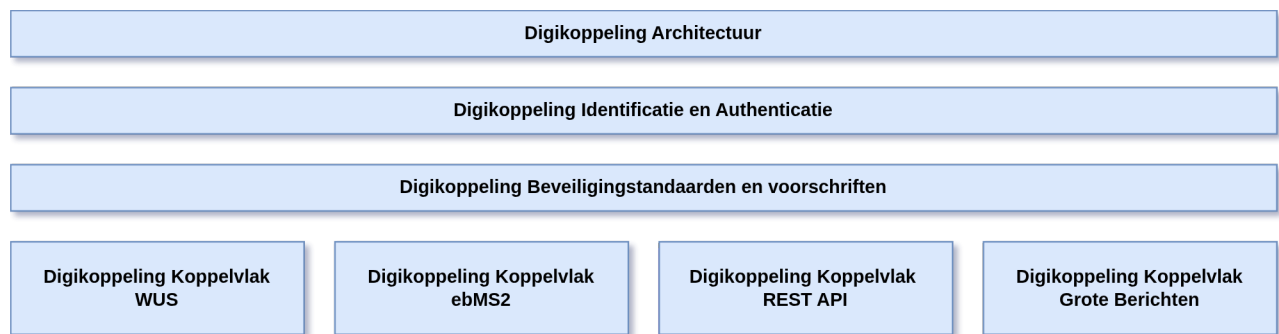 Digikoppeling Architectuur
Digikoppeling Identificatie en Authenticatie
Digikoppeling Beveiligingstandaarden en voorschriften
Digikoppeling Koppelvlak
WUS
Digikoppeling Koppelvlak
ebMS2
Digikoppeling Koppelvlak
REST API
Digikoppeling Koppelvlak
Grote Berichten